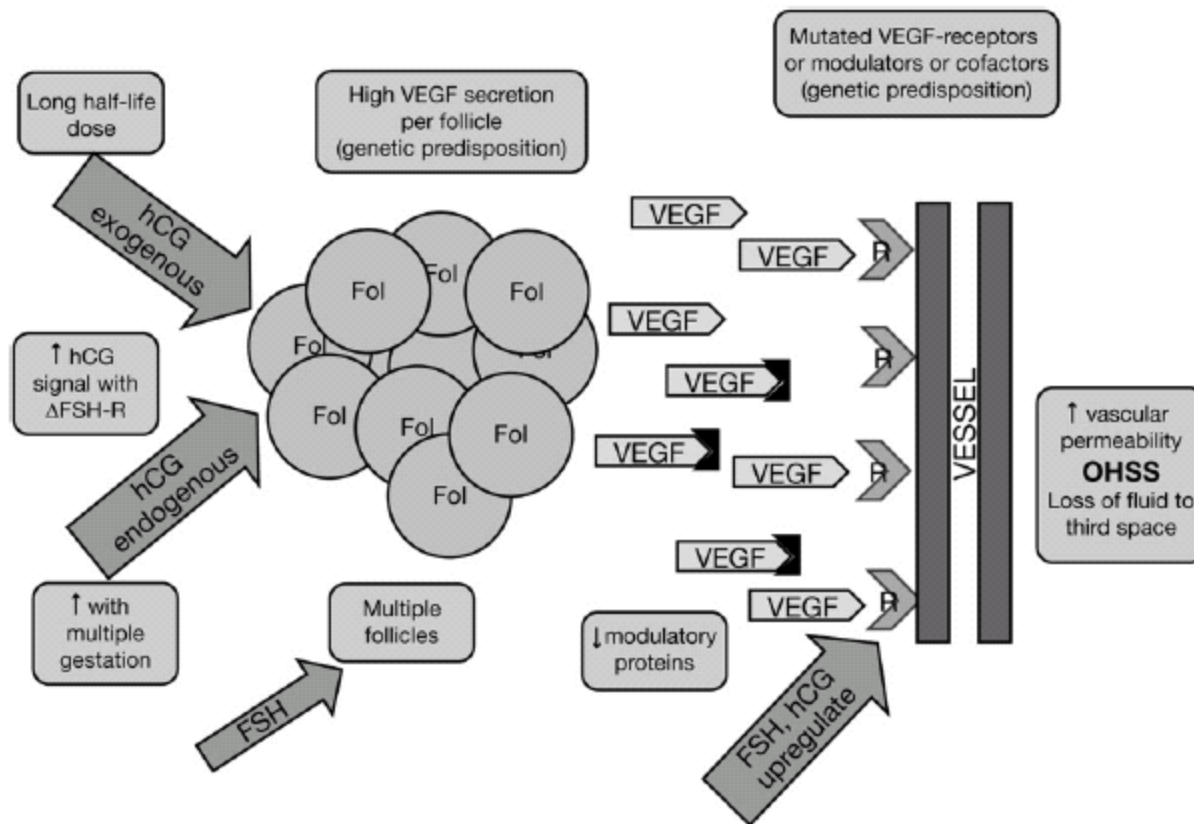 Long half-life
dose
hCG
exogenous
↑ hCG
signal with
ΔFSH-R
hCG
endogenous
↑ with
multiple
gestation
High VEGF secretion
per follicle
(genetic predisposition)
Fol
Fol
Fol
Fol
Fol
Fol
Fol
Fol
Fol
Multiple
follicles
FSH
Mutated VEGF-receptors
or modulators or cofactors
(genetic predisposition)
VEGF
VEGF
VEGF
VEGF
VEGF
VEGF
VEGF
VEGF
R
R
R
R
↓ modulatory
proteins
FSH, hCG
upregulate
VESSEL
↑ vascular
permeability
OHSS
Loss of fluid to
third space